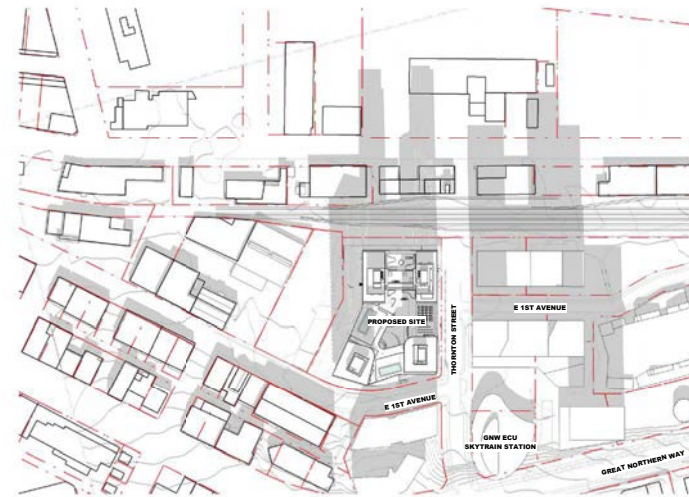 E 1ST AVENUE
PROPOSED SITE
THORNTON STREET
E 1ST AVENUE
GNW ECU
SKYTRAIN STATION
GREAT NORTHERN WAY